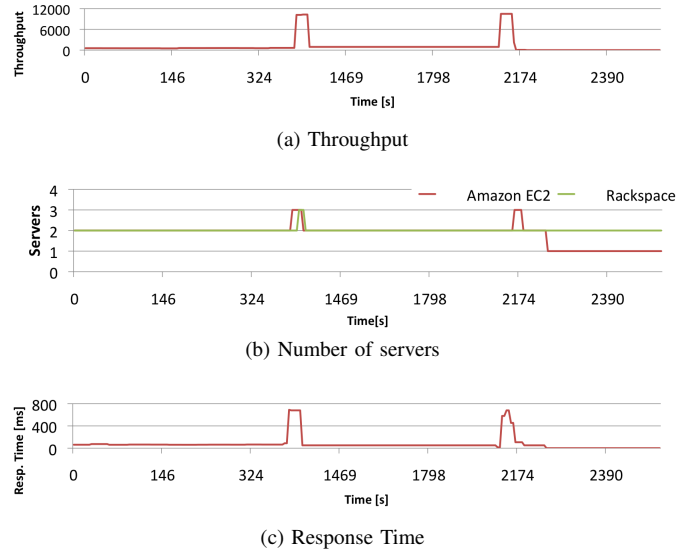 12000
6000
0
Throughput
0 146 324 1469 1798 2174 2390
Time [s]
(a) Throughput
Amazon EC2 Rackspace
4
3
2
1
0
Servers
0 146 324 1469 1798 2174 2390
Time[s]
(b) Number of servers
800
400
0
Resp. Time [ms]
0 146 324 1469 1798 2174 2390
Time [s]
(c) Response Time